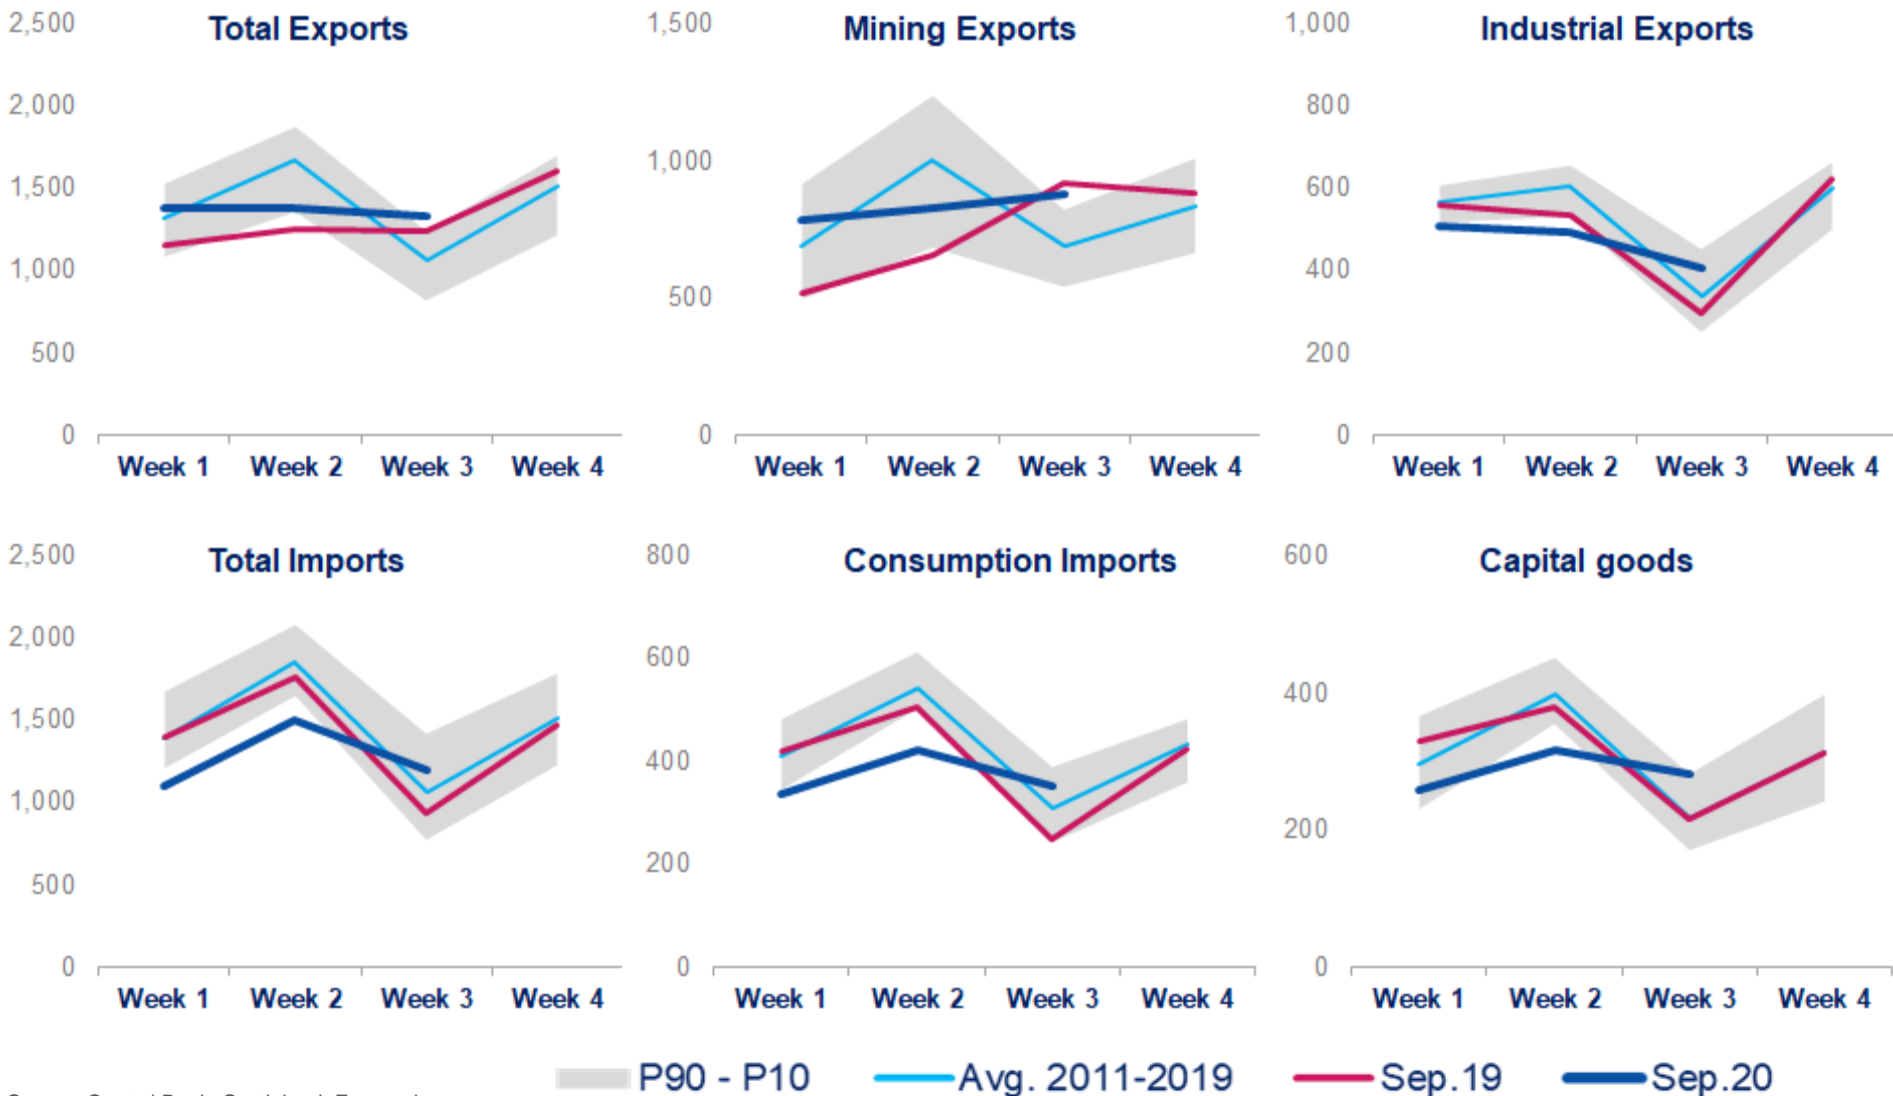 Total Exports
2,500
2,000
1,500
1,000
500
0
Week 1 Week 2 Week 3 Week 4
Mining Exports
1,500
1,000
500
0
Week 1 Week 2 Week 3 Week 4
Industrial Exports
1,000
800
600
400
200
0
Week 1 Week 2 Week 3 Week 4
Total Imports
2,500
2,000
1,500
1,000
500
0
Week 1 Week 2 Week 3 Week 4
Consumption Imports
800
600
400
200
0
Week 1 Week 2 Week 3 Week 4
Capital goods
600
400
200
0
Week 1 Week 2 Week 3 Week 4
P90 - P10 Avg. 2011-2019 Sep.19 Sep.20